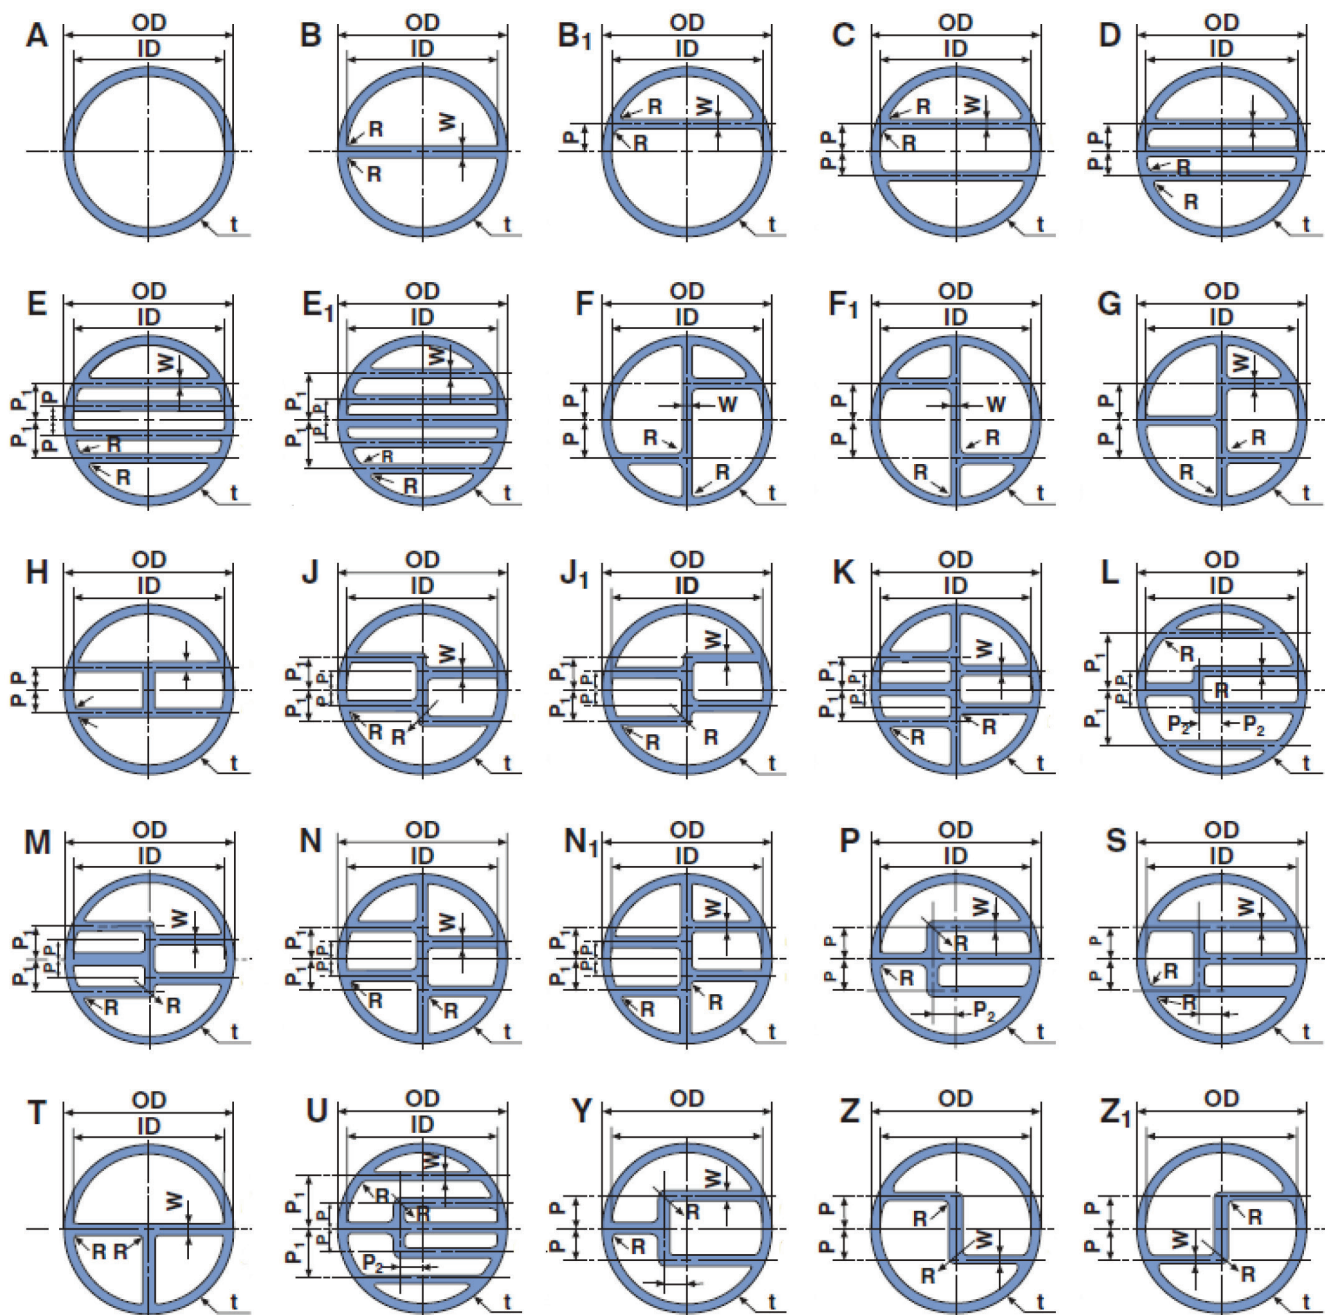 A OD ID t
B OD ID R W R t
B1 OD ID R W P R t
C OD ID R W P R P t
D OD ID P P R R t
E OD ID W P1 P P1 P R R t
E1 OD ID W P1 P P1 P R R t
F OD ID P W P R R t
F1 OD ID P W P R R t
G OD ID W P P R R t
H OD ID P P t
J OD ID W P1 P P1 P R R t
J1 OD ID W P1 P P1 P R R t
K OD ID W P1 P P1 P R R t
L OD ID P1 R P P1 P R P2 P2 t
M OD ID W P1 P P1 P R R t
N OD ID W P1 P P1 P R R t
N1 OD ID W P1 P P1 P R R t
P OD ID W P R P R P2 t
S OD ID W P P R R t
T OD ID W R R t
U OD ID W P1 R P R P1 P P2 t
Y OD ID W P R P R t
Z OD ID P R P W R t
Z1 OD ID P R P W R t